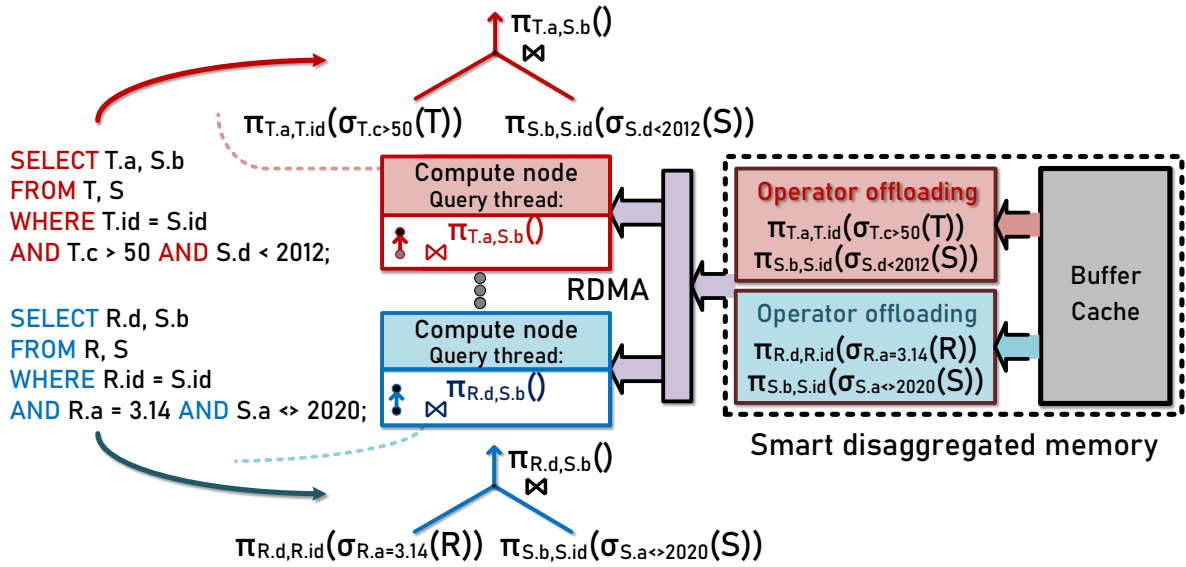 πT.a,S.b()
⋈
πT.a,T.id(σT.c>50(T))
πS.b,S.id(σS.d<2012(S))
SELECT T.a, S.b
FROM T, S
WHERE T.id = S.id
AND T.c > 50 AND S.d < 2012;
Compute node
Query thread:
⋈ πT.a,S.b()
RDMA
Operator offloading
πT.a,T.id(σT.c>50(T))
πS.b,S.id(σS.d<2012(S))
Buffer
Cache
SELECT R.d, S.b
FROM R, S
WHERE R.id = S.id
AND R.a = 3.14 AND S.a <> 2020;
Compute node
Query thread:
⋈ πR.d,S.b()
Operator offloading
πR.d,R.id(σR.a=3.14(R))
πS.b,S.id(σS.a<>2020(S))
Smart disaggregated memory
πR.d,S.b()
⋈
πR.d,R.id(σR.a=3.14(R))
πS.b,S.id(σS.a<>2020(S))